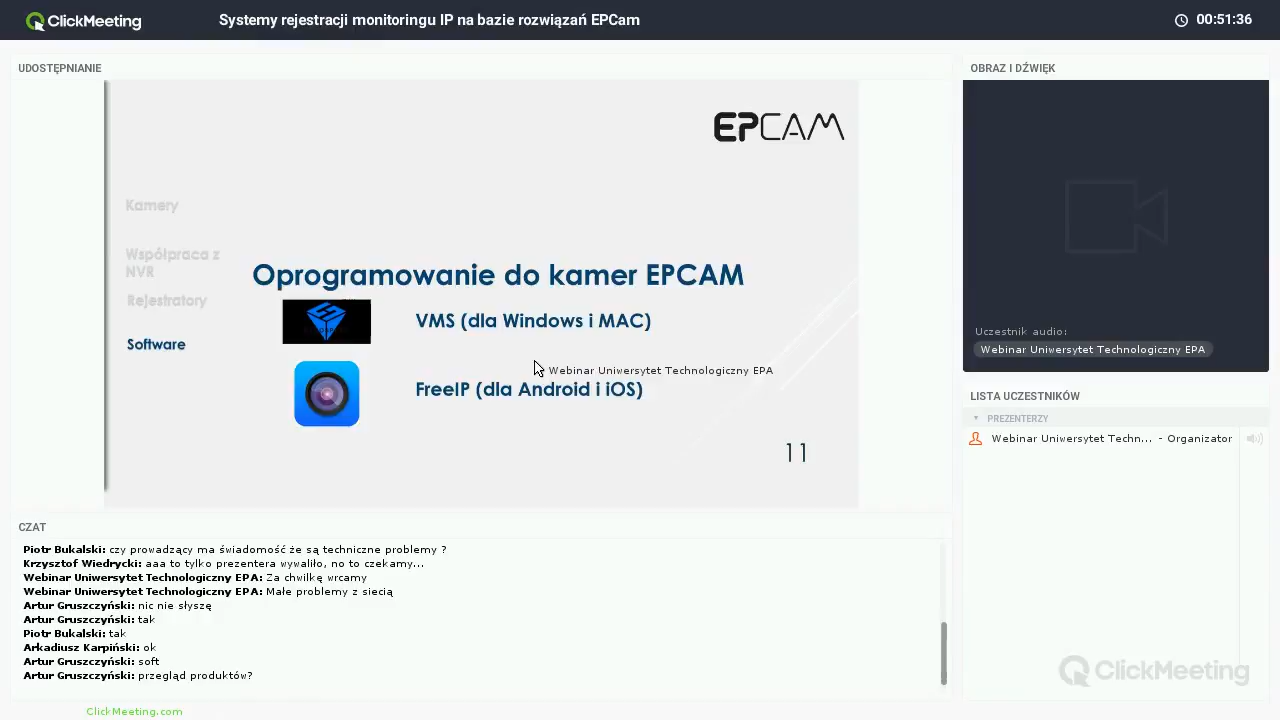 ClickMeeting
Systemy rejestracji monitoringu IP na bazie rozwiązań EPCam
00:51:36
UDOSTĘPNIANIE
EPCAM
Kamery
Współpraca z
NVR
Rejestratory
Software
Oprogramowanie do kamer EPCAM
VMS (dla Windows i MAC)
Webinar Uniwersytet Technologiczny EPA
FreeIP (dla Android i iOS)
11
OBRAZ I DŹWIĘK
Uczestnik audio:
Webinar Uniwersytet Technologiczny EPA
LISTA UCZESTNIKÓW
PREZENTERZY
Webinar Uniwersytet Techn... - Organizator
CZAT
Piotr Bukalski: czy prowadzący ma świadomość że są techniczne problemy ?
Krzysztof Wiedrycki: aaa to tylko prezentera wywaliło, no to czekamy...
Webinar Uniwersytet Technologiczny EPA: Za chwilkę wrcamy
Webinar Uniwersytet Technologiczny EPA: Małe problemy z siecią
Artur Gruszczyński: nic nie słyszę
Artur Gruszczyński: tak
Piotr Bukalski: tak
Arkadiusz Karpiński: ok
Artur Gruszczyński: soft
Artur Gruszczyński: przegląd produktów?
ClickMeeting
ClickMeeting.com